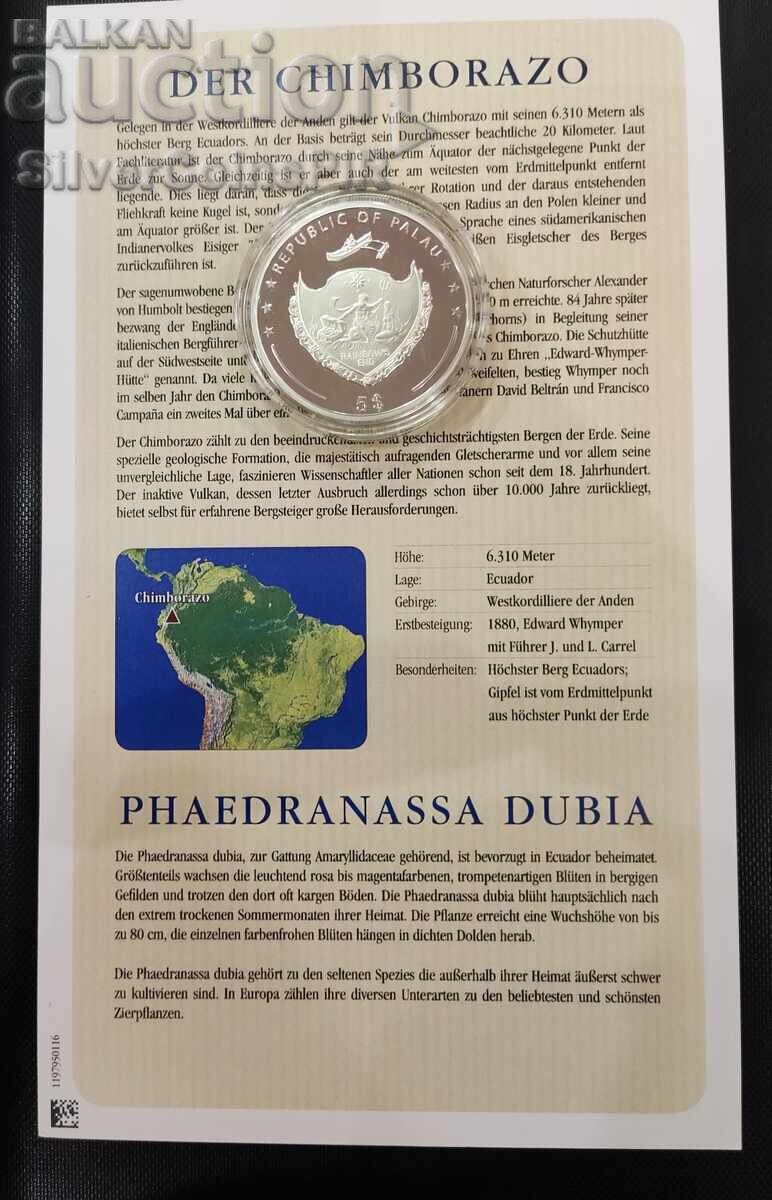 BALKAN
auction
DER CHIMBORAZO
Gelegen in der Westkordilliere der Anden gilt der Vulkan Chimborazo mit seinen 6.310 Metern als
höchster Berg Ecuadors. An der Basis beträgt sein Durchmesser beachtliche 20 Kilometer. Laut
Fachliteratur ist der Chimborazo durch seine Nähe zum Äquator der nächstgelegene Punkt der
Erde zur Sonne. Gleichzeitig ist er aber auch der am weitesten vom Erdmittelpunkt entfernt
liegende. Dies liegt daran, dass die Rotation und der daraus entstehenden
Fliehkraft keine Kugel ist, Radius an den Polen kleiner und
am Äquator größer ist. Der Sprache eines südamerikanischen
Indianervolkes Eisiger Eisgletscher des Berges
zurückzuführen ist.
REPUBLIC OF PALAU
RAINBOW'S
END
5 $
Der sagenumwobene Naturforscher Alexander
von Humbolt bestiegen m erreichte. 84 Jahre später
bezwang der in Begleitung seiner
italienischen Chimborazo. Die Schutzhütte
auf der Südwestseite zu Ehren „Edward-Whymper-
Hütte" genannt. Da viele bestieg Whymper noch
im selben Jahr den David Beltrán und Francisco
Campaña ein zweites Mal über
Der Chimborazo zählt zu den und geschichtsträchtigsten Bergen der Erde. Seine
spezielle geologische Formation, die majestätisch aufragenden Gletscherarme und vor allem seine
unvergleichliche Lage, faszinieren Wissenschaftler aller Nationen schon seit dem 18. Jahrhundert.
Der inaktive Vulkan, dessen letzter Ausbruch allerdings schon über 10.000 Jahre zurückliegt,
bietet selbst für erfahrene Bergsteiger große Herausforderungen.
Chimborazo
Höhe: 6.310 Meter
Lage: Ecuador
Gebirge: Westkordilliere der Anden
Erstbesteigung: 1880, Edward Whymper
mit Führer J. und L. Carrel
Besonderheiten: Höchster Berg Ecuadors;
Gipfel ist vom Erdmittelpunkt
aus höchster Punkt der Erde
PHAEDRANASSA DUBIA
Die Phaedranassa dubia, zur Gattung Amaryllidaceae gehörend, ist bevorzugt in Ecuador beheimatet.
Größtenteils wachsen die leuchtend rosa bis magentafarbenen, trompetenartigen Blüten in bergigen
Gefilden und trotzen den dort oft kargen Böden. Die Phaedranassa dubia blüht hauptsächlich nach
den extrem trockenen Sommermonaten ihrer Heimat. Die Pflanze erreicht eine Wuchshöhe von bis
zu 80 cm, die einzelnen farbenfrohen Blüten hängen in dichten Dolden herab.
Die Phaedranassa dubia gehört zu den seltenen Spezies die außerhalb ihrer Heimat äußerst schwer
zu kultivieren sind. In Europa zählen ihre diversen Unterarten zu den beliebtesten und schönsten
Zierpflanzen.
1197950116